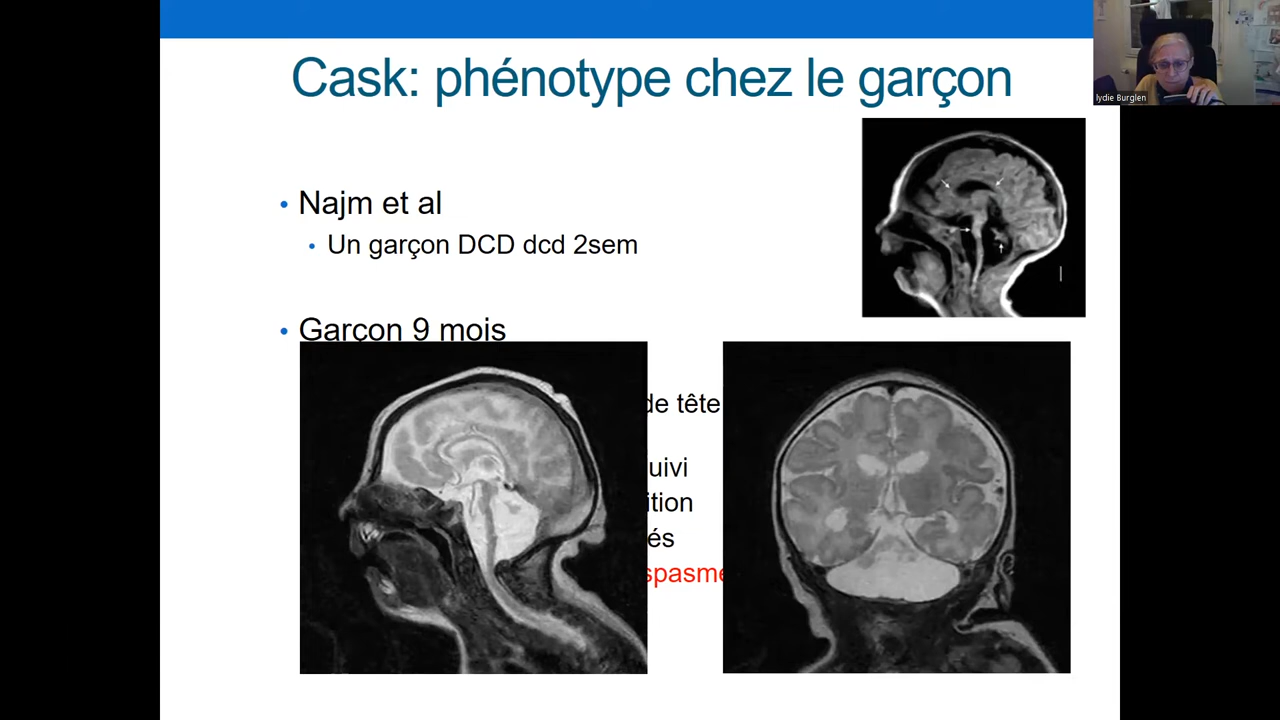 Cask: phénotype chez le garçon
lydie Burglen
• Najm et al
• Un garçon DCD dcd 2sem
• Garçon 9 mois
de tête
uivi
ition
és
spasme